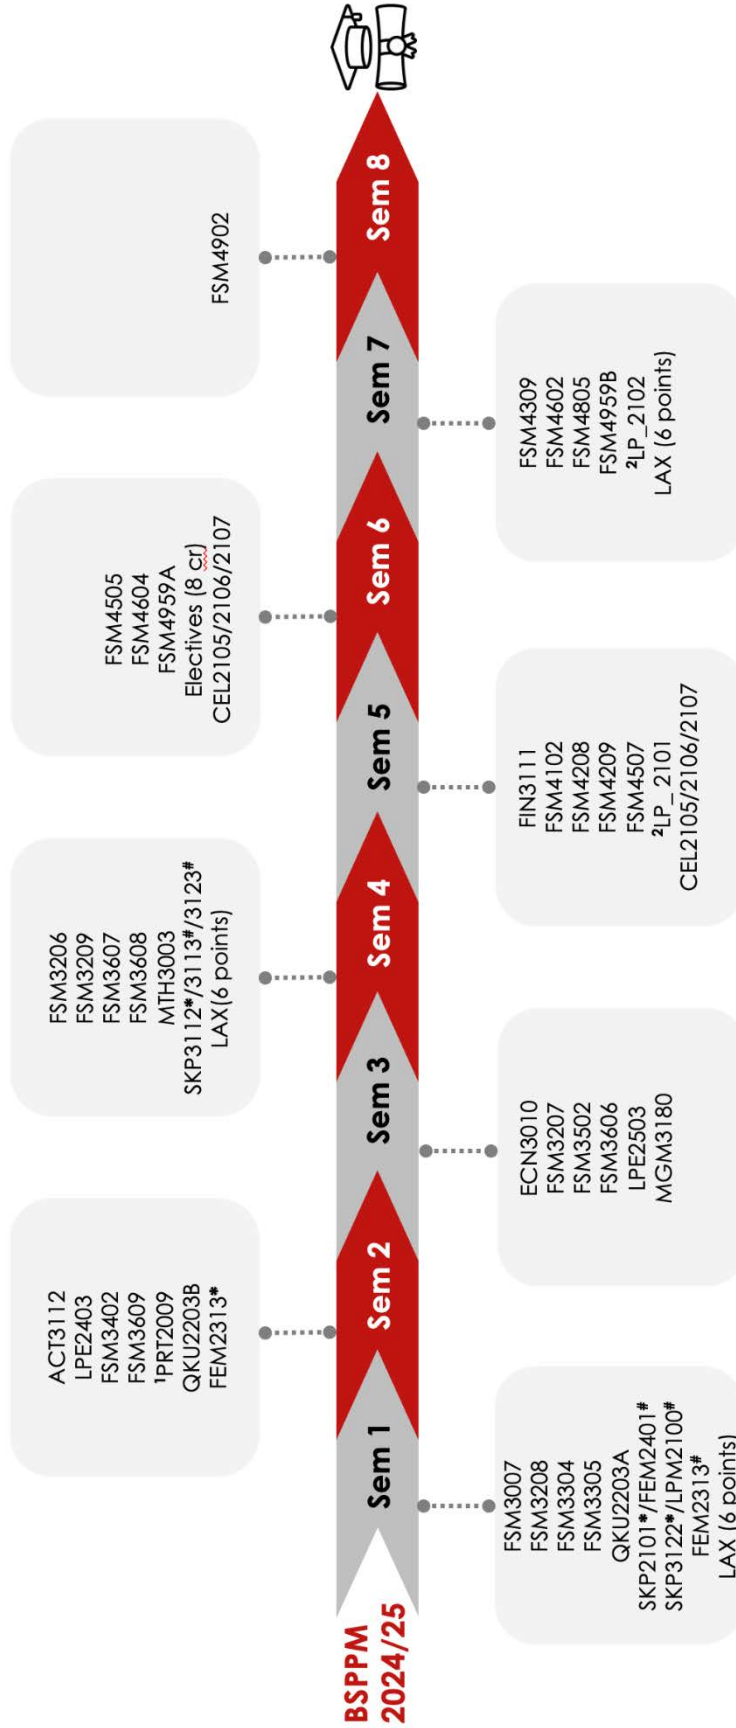 BSPPM
2024/25
Sem 1
FSM3007
FSM3208
FSM3304
FSM3305
QKU2203A
SKP2101*/FEM2401#
SKP3122*/LPM2100#
FEM2313#
LAX (6 points)
Sem 2
ACT3112
LPE2403
FSM3402
FSM3609
¹PRT2009
QKU2203B
FEM2313*
Sem 3
ECN3010
FSM3207
FSM3502
FSM3606
LPE2503
MGM3180
Sem 4
FSM3206
FSM3209
FSM3607
FSM3608
MTH3003
SKP3112*/3113#/3123#
LAX(6 points)
Sem 5
FIN3111
FSM4102
FSM4208
FSM4209
FSM4507
²LP_ 2101
CEL2105/2106/2107
Sem 6
FSM4505
FSM4604
FSM4959A
Electives (8 cr)
CEL2105/2106/2107
Sem 7
FSM4309
FSM4602
FSM4805
FSM4959B
²LP_2102
LAX (6 points)
Sem 8
FSM4902